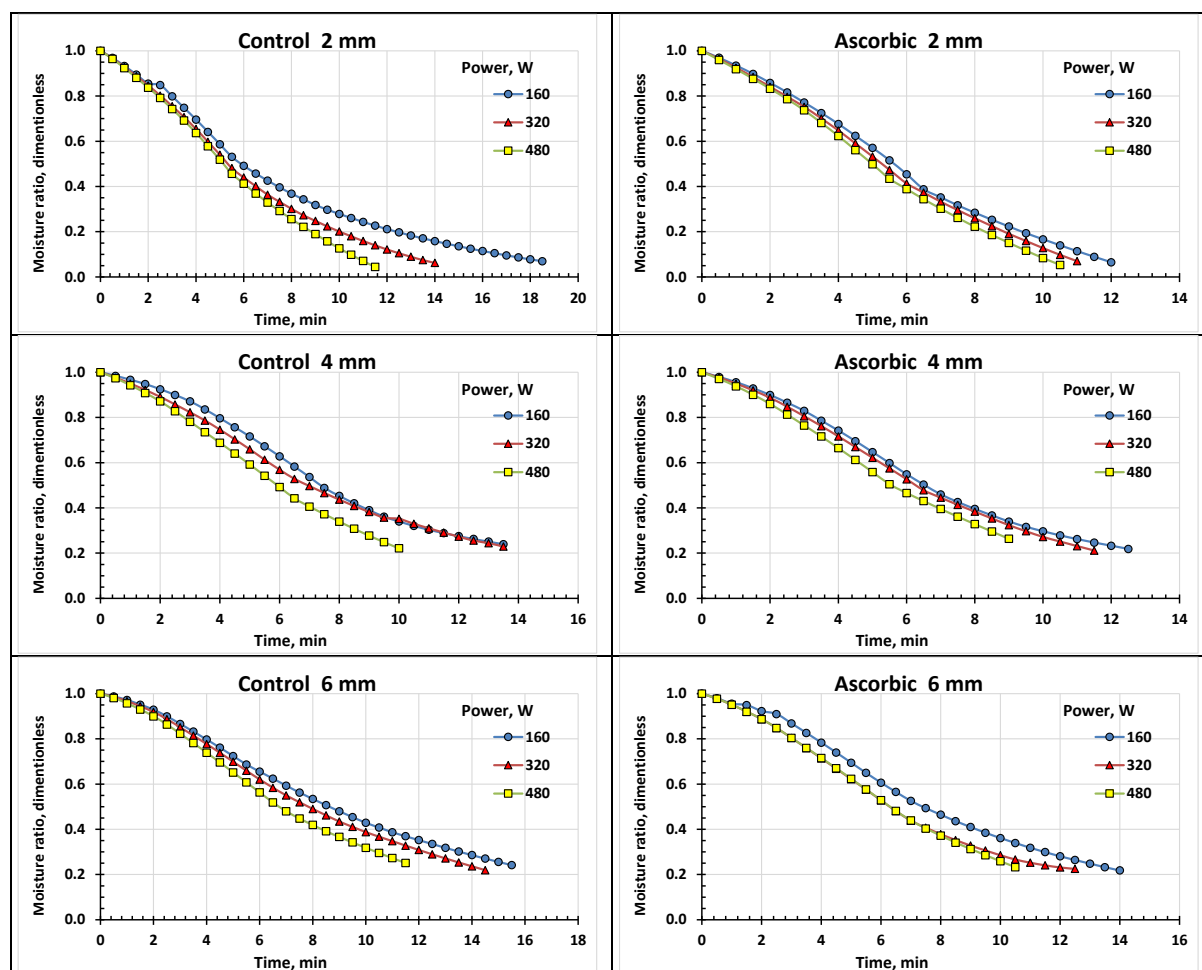 Control 2 mm
Moisture ratio, dimentionless
1.0
0.8
0.6
0.4
0.2
0.0
Power, W
160
320
480
0 2 4 6 8 10 12 14 16 18 20
Time, min
Ascorbic 2 mm
Moisture ratio, dimentionless
1.0
0.8
0.6
0.4
0.2
0.0
Power, W
160
320
480
0 2 4 6 8 10 12 14
Time, min
Control 4 mm
Moisture ratio, dimentionless
1.0
0.8
0.6
0.4
0.2
0.0
Power, W
160
320
480
0 2 4 6 8 10 12 14 16
Time, min
Ascorbic 4 mm
Moisture ratio, dimentionless
1.0
0.8
0.6
0.4
0.2
0.0
Power, W
160
320
480
0 2 4 6 8 10 12 14
Time, min
Control 6 mm
Moisture ratio, dimentionless
1.0
0.8
0.6
0.4
0.2
0.0
Power, W
160
320
480
0 2 4 6 8 10 12 14 16 18
Time, min
Ascorbic 6 mm
Moisture ratio, dimentionless
1.0
0.8
0.6
0.4
0.2
0.0
Power, W
160
320
480
0 2 4 6 8 10 12 14 16
Time, min